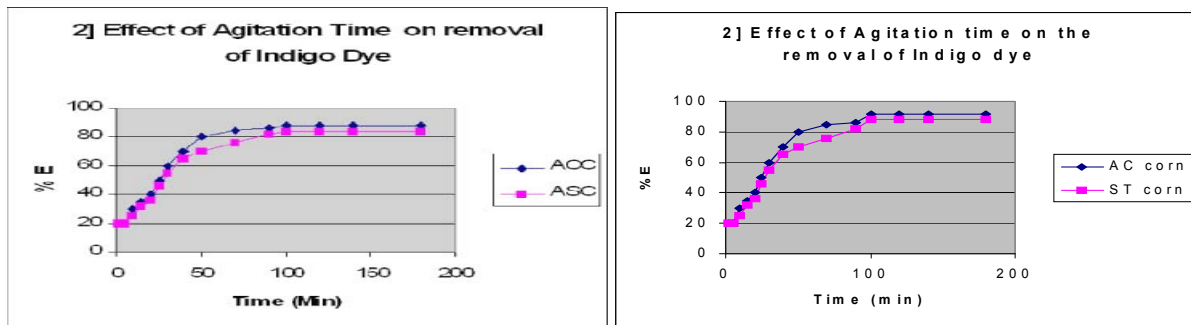 2] Effect of Agitation Time on removal
of Indigo Dye
100
80
60
40
20
0
%E
0 50 100 150 200
Time (Min)
ACC
ASC
2] Effect of Agitation time on the
removal of Indigo dye
100
80
60
40
20
0
%E
0 100 200
Time (min)
AC corn
ST corn